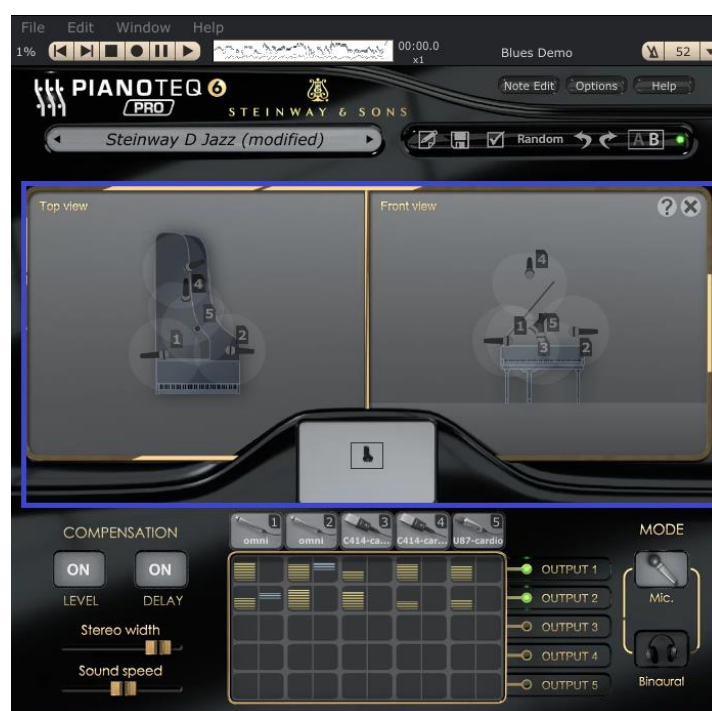 File Edit Window Help
1% 00:00.0 x1 Blues Demo 52
PIANOTEQ 6 PRO
STEINWAY & SONS
Note Edit Options Help
Steinway D Jazz (modified)
Random A B
Top view
Front view ?
4
5
1
2
4
1 5
3 2
COMPENSATION
ON ON
LEVEL DELAY
Stereo width
Sound speed
1 2 3 4 5
omni omni C414-ca... C414-car... U87-cardio
OUTPUT 1
OUTPUT 2
OUTPUT 3
OUTPUT 4
OUTPUT 5
MODE
Mic.
Binaural